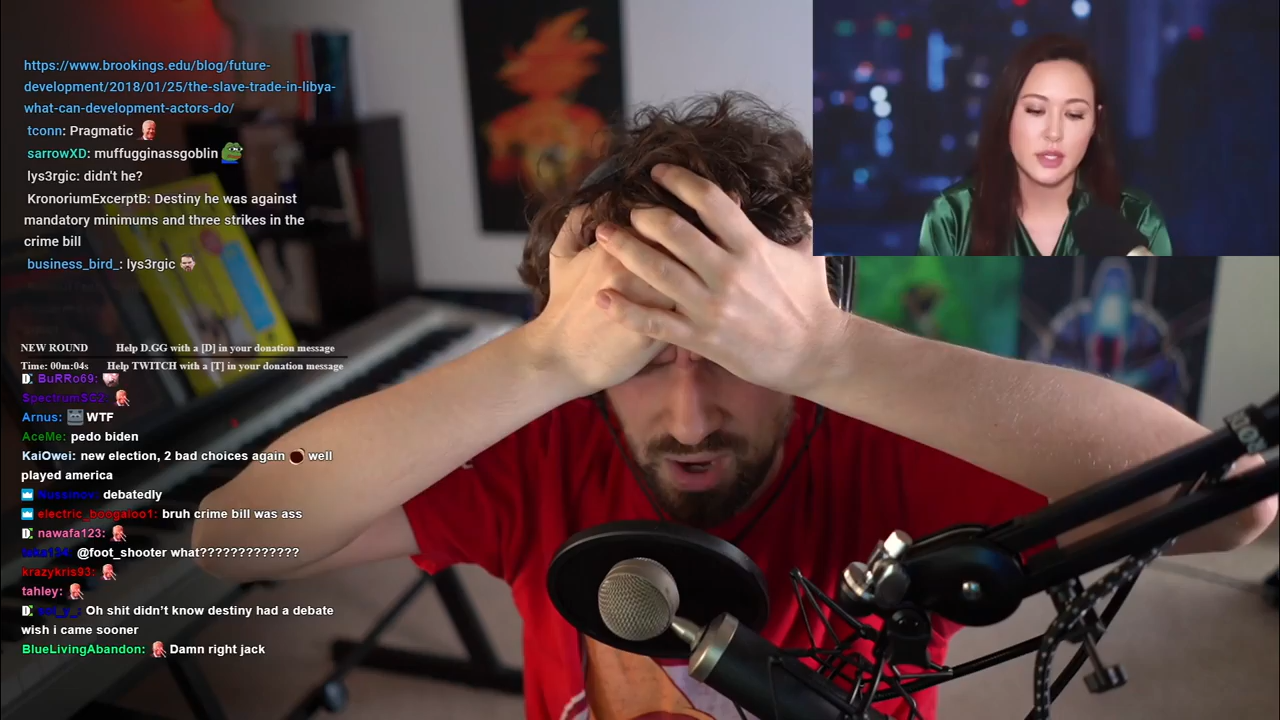 https://www.brookings.edu/blog/future-
development/2018/01/25/the-slave-trade-in-libya-
what-can-development-actors-do/
tconn: Pragmatic
sarrowXD: muffugginassgoblin
lys3rgic: didn't he?
KronoriumExcerptB: Destiny he was against
mandatory minimums and three strikes in the
crime bill
business_bird_: lys3rgic
NEW ROUND Help D.GG with a [D] in your donation message
Time: 00m:04s Help TWITCH with a [T] in your donation message
BuRRo69:
SpectrumSC2:
Arnus: WTF
AceMe: pedo biden
KaiOwei: new election, 2 bad choices again well
played america
debatedly
electric_boogaloo1: bruh crime bill was ass
nawafa123:
@foot_shooter what?????????????
krazykris93:
tahley:
Oh shit didn't know destiny had a debate
wish i came sooner
BlueLivingAbandon: Damn right jack